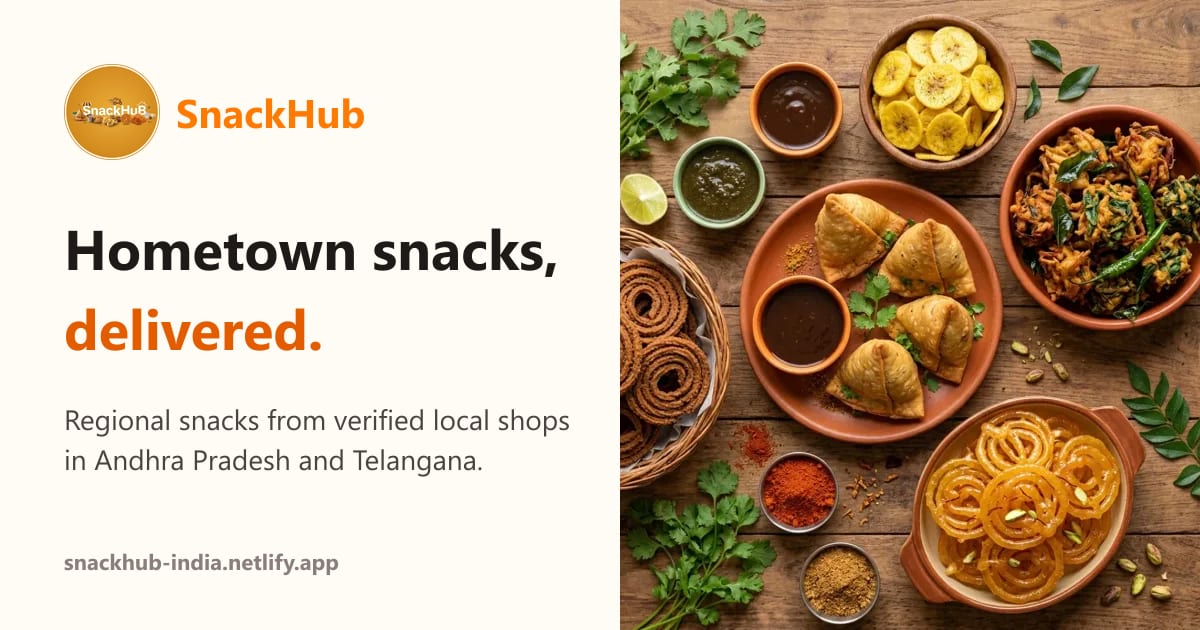 SnackHuB
SnackHub
Hometown snacks,
delivered.
Regional snacks from verified local shops
in Andhra Pradesh and Telangana.
snackhub-india.netlify.app